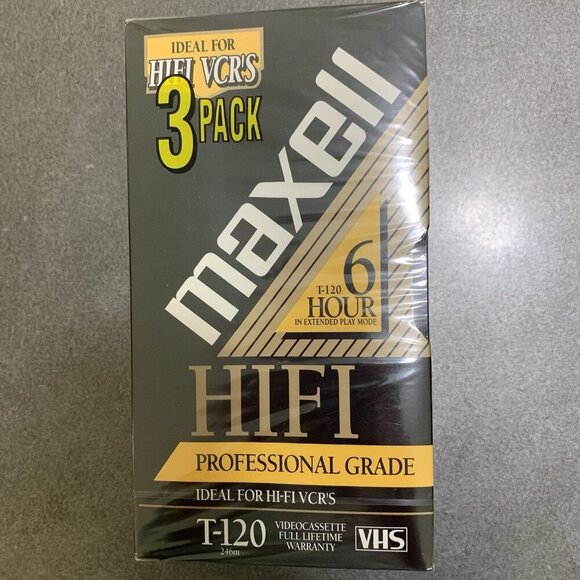 IDEAL FOR
HIFI VCR'S
3 PACK
maxell
T-120 6
HOUR
IN EXTENDED PLAY MODE
HIFI
PROFESSIONAL GRADE
IDEAL FOR HI-FI VCR'S
T-120
246m
VIDEOCASSETTE
FULL LIFETIME
WARRANTY
VHS